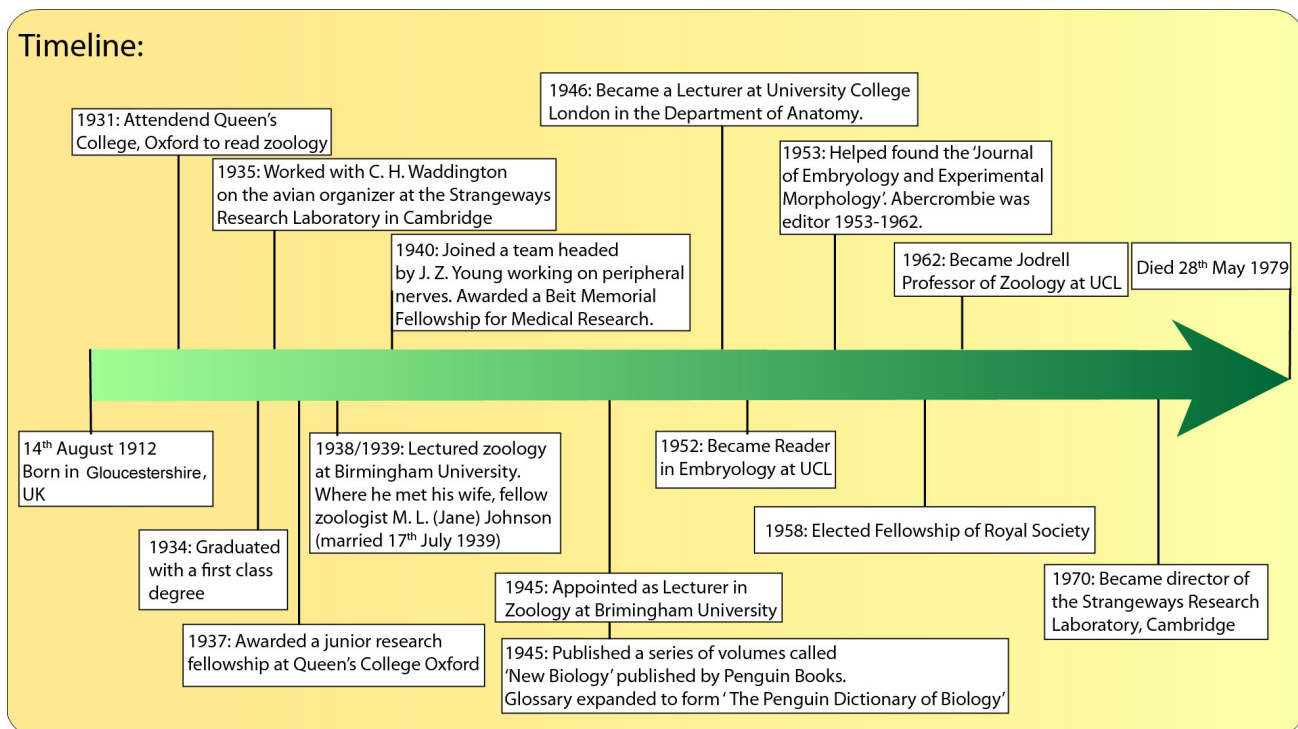 Timeline:
1931: Attendend Queen’s
College, Oxford to read zoology
1935: Worked with C. H. Waddington
on the avian organizer at the Strangeways
Research Laboratory in Cambridge
1940: Joined a team headed
by J. Z. Young working on peripheral
nerves. Awarded a Beit Memorial
Fellowship for Medical Research.
1946: Became a Lecturer at University College
London in the Department of Anatomy.
1953: Helped found the ‘Journal
of Embryology and Experimental
Morphology’. Abercrombie was
editor 1953-1962.
1962: Became Jodrell
Professor of Zoology at UCL
Died 28th May 1979
14th August 1912
Born in Gloucestershire,
UK
1934: Graduated
with a first class
degree
1937: Awarded a junior research
fellowship at Queen’s College Oxford
1938/1939: Lectured zoology
at Birmingham University.
Where he met his wife, fellow
zoologist M. L. (Jane) Johnson
(married 17th July 1939)
1945: Appointed as Lecturer in
Zoology at Brimingham University
1945: Published a series of volumes called
‘New Biology’ published by Penguin Books.
Glossary expanded to form ‘ The Penguin Dictionary of Biology’
1952: Became Reader
in Embryology at UCL
1958: Elected Fellowship of Royal Society
1970: Became director of
the Strangeways Research
Laboratory, Cambridge